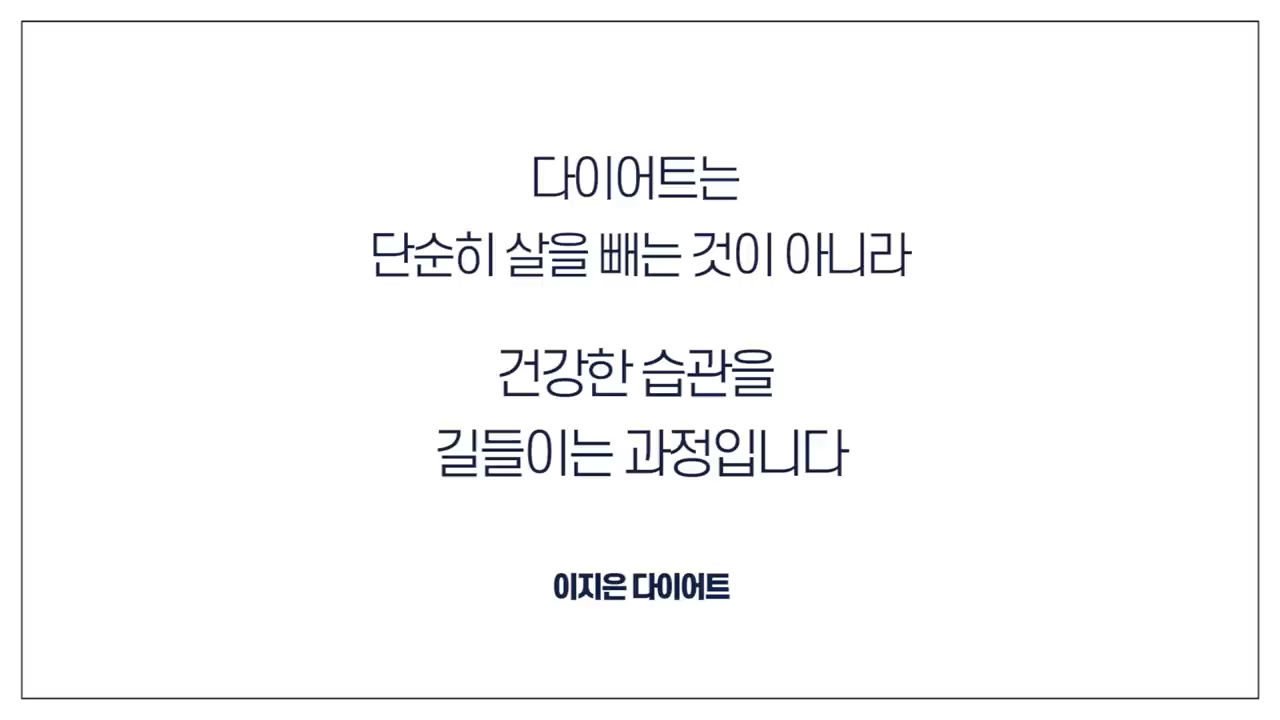 다이어트는
단순히 살을 빼는 것이 아니라
건강한 습관을
길들이는 과정입니다
이지은 다이어트